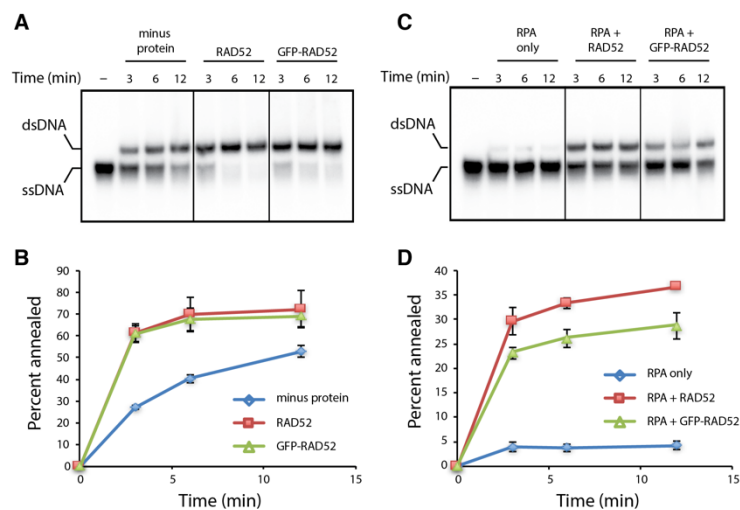 A
minus
protein
RAD52
GFP-RAD52
Time (min)
– 3 6 12 3 6 12 3 6 12
dsDNA
ssDNA
B
Percent annealed
90
80
70
60
50
40
30
20
10
0
minus protein
RAD52
GFP-RAD52
0 5 10 15
Time (min)
C
RPA
only
RPA +
RAD52
RPA +
GFP-RAD52
Time (min)
– 3 6 12 3 6 12 3 6 12
dsDNA
ssDNA
D
Percent annealed
40
35
30
25
20
15
10
5
0
RPA only
RPA + RAD52
RPA + GFP-RAD52
0 5 10 15
Time (min)